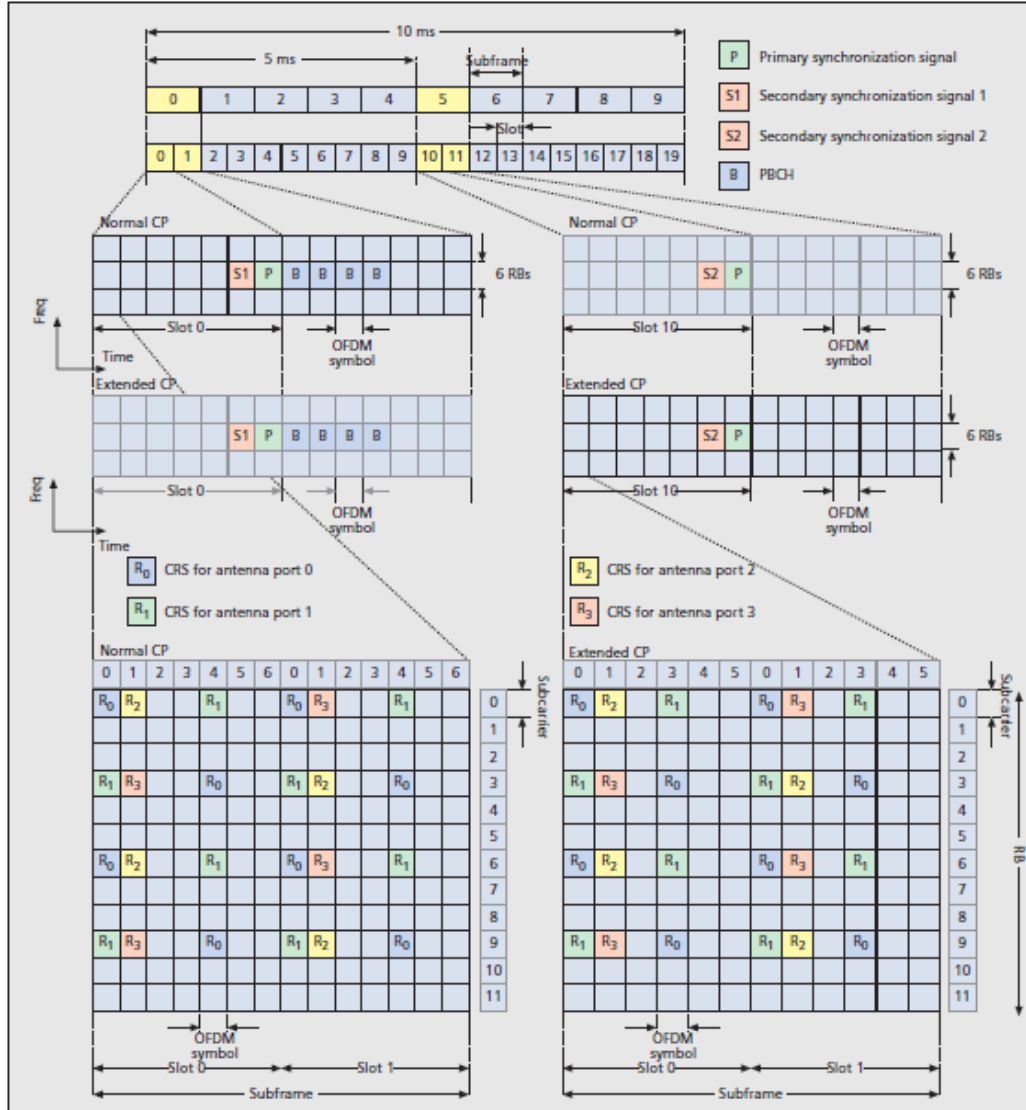 10 ms
5 ms
Subframe
0 1 2 3 4 5 6 7 8 9
Slot
0 1 2 3 4 5 6 7 8 9 10 11 12 13 14 15 16 17 18 19
P Primary synchronization signal
S1 Secondary synchronization signal 1
S2 Secondary synchronization signal 2
B PBCH
Normal CP
S1 P B B B B
6 RBs
Slot 0
OFDM
symbol
Freq
Time
S2 P
6 RBs
Slot 10
OFDM
symbol
Extended CP
S1 P B B B B
Slot 0
OFDM
symbol
Freq
Time
Extended CP
S2 P
6 RBs
Slot 10
OFDM
symbol
R0 CRS for antenna port 0
R1 CRS for antenna port 1
R2 CRS for antenna port 2
R3 CRS for antenna port 3
Normal CP
0 1 2 3 4 5 6 0 1 2 3 4 5 6
R0 R2 R1 R0 R3 R1 0
1
2
R1 R3 R0 R1 R2 R0 3
4
5
R0 R2 R1 R0 R3 R1 6
7
8
R1 R3 R0 R1 R2 R0 9
10
11
Subcarrier
OFDM
symbol
Slot 0 Slot 1
Subframe
Extended CP
0 1 2 3 4 5 0 1 2 3 4 5
R0 R2 R1 R0 R3 R1 0
1
2
R1 R3 R0 R1 R2 R0 3
4
5
R0 R2 R1 R0 R3 R1 6
7
8
R1 R3 R0 R1 R2 R0 9
10
11
Subcarrier
RB
OFDM
symbol
Slot 0 Slot 1
Subframe